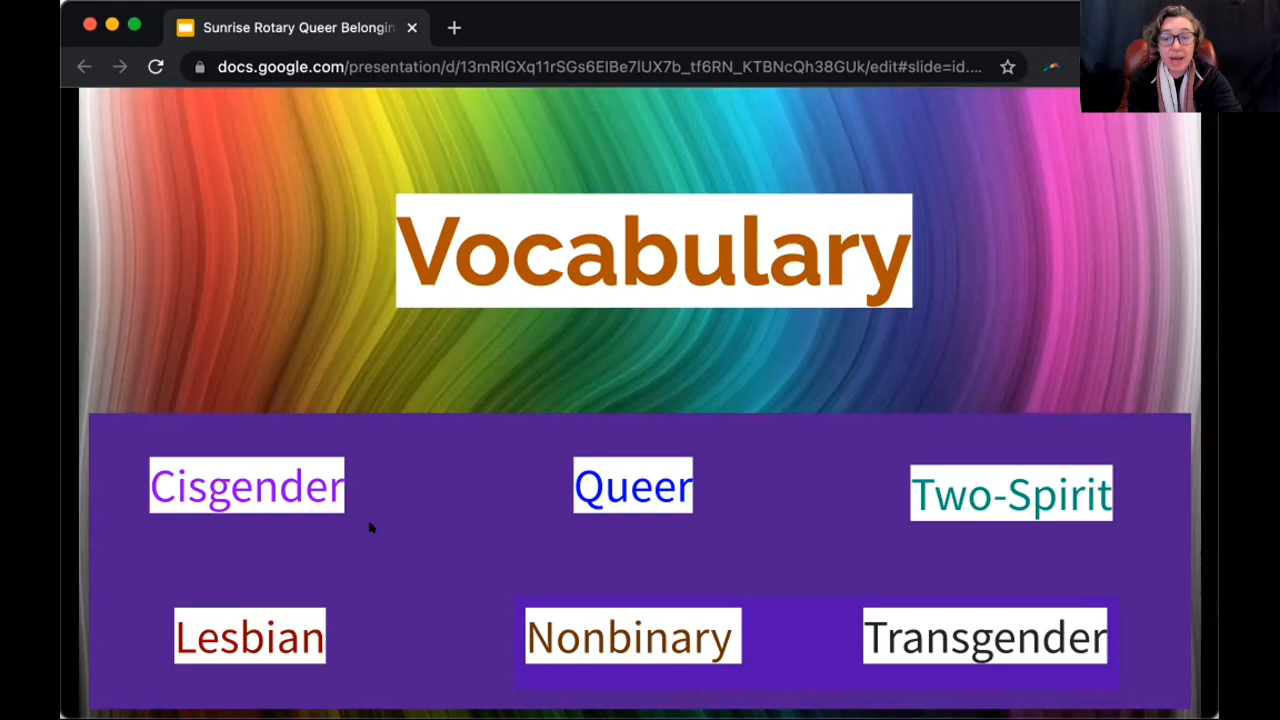 Sunrise Rotary Queer Belongin
docs.google.com/presentation/d/13mRlGXq11rSGs6ElBe7lUX7b_tf6RN_KTBNcQh38GUk/edit#slide=id....
Vocabulary
Cisgender
Queer
Two-Spirit
Lesbian
Nonbinary
Transgender